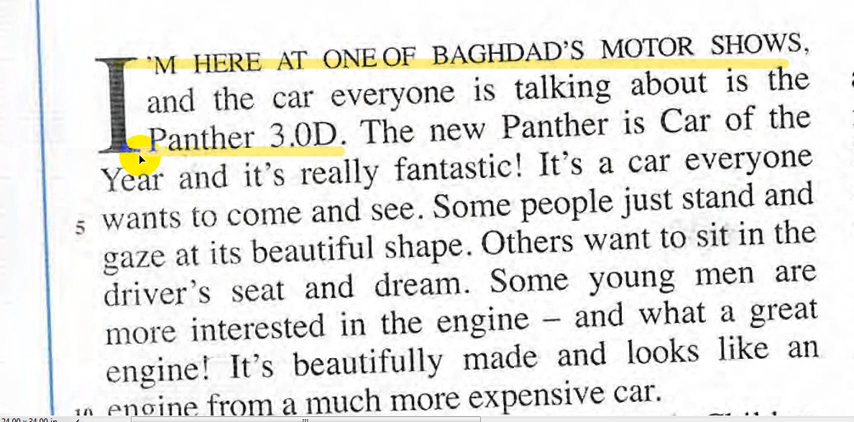 I'M HERE AT ONE OF BAGHDAD'S MOTOR SHOWS,
and the car everyone is talking about is the
Panther 3.0D. The new Panther is Car of the
Year and it's really fantastic! It's a car everyone
5 wants to come and see. Some people just stand and
gaze at its beautiful shape. Others want to sit in the
driver's seat and dream. Some young men are
more interested in the engine – and what a great
engine! It's beautifully made and looks like an
10 engine from a much more expensive car.